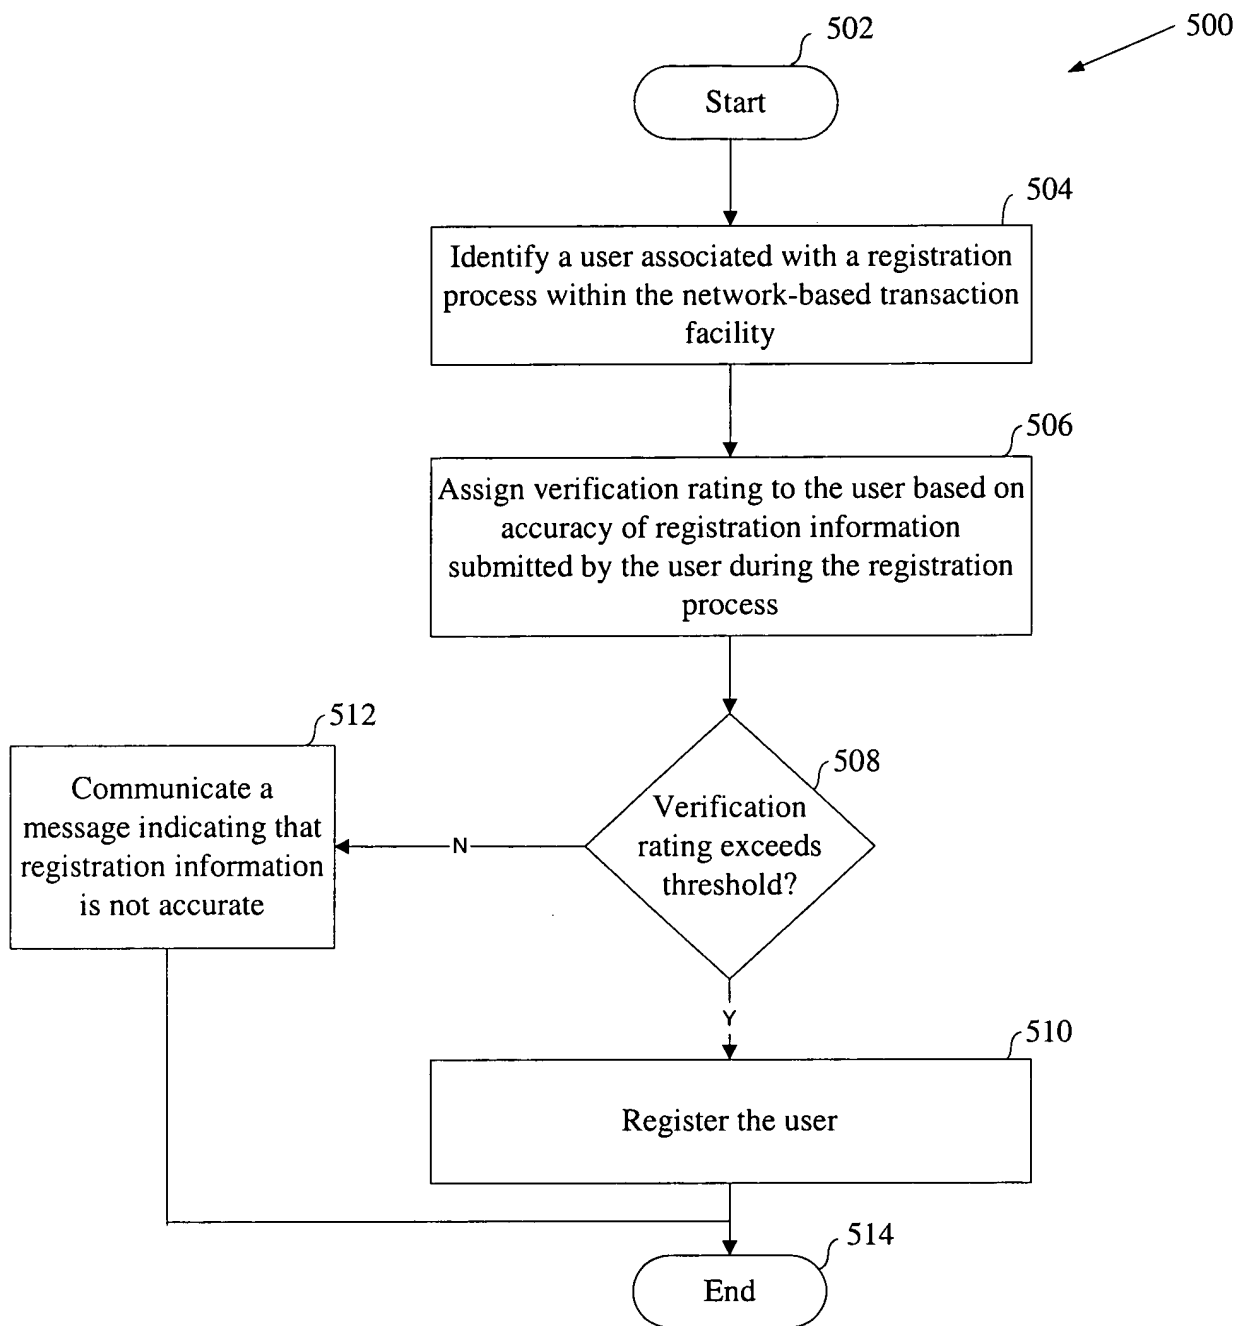 500
502
Start
504
Identify a user associated with a registration
process within the network-based transaction
facility
506
Assign verification rating to the user based on
accuracy of registration information
submitted by the user during the registration
process
508
Verification
rating exceeds
threshold?
512
Communicate a
message indicating that
registration information
is not accurate
N
Y
510
Register the user
514
End